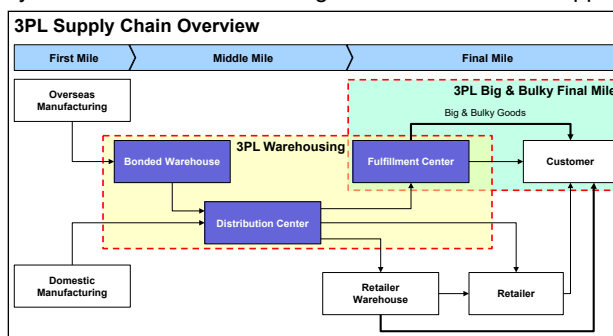 3PL Supply Chain Overview
First Mile
Middle Mile
Final Mile
Overseas
Manufacturing
3PL Big & Bulky Final Mile
Big & Bulky Goods
3PL Warehousing
Bonded Warehouse
Fulfillment Center
Customer
Distribution Center
Domestic
Manufacturing
Retailer
Warehouse
Retailer